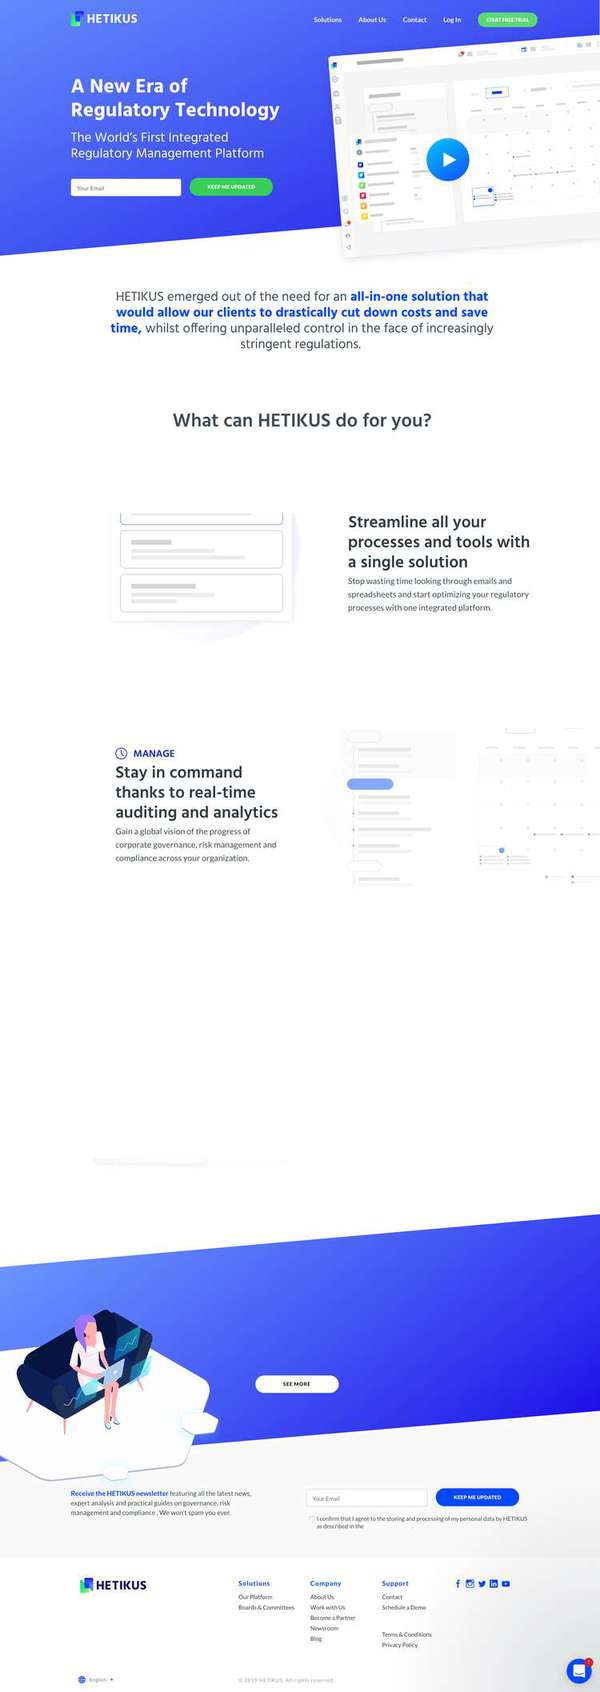 HETIKUS
Solutions
About Us
Contact
Log In
START FREE TRIAL
A New Era of
Regulatory Technology
The World's First Integrated
Regulatory Management Platform
Your Email
KEEP ME UPDATED
HETIKUS emerged out of the need for an all-in-one solution that
would allow our clients to drastically cut down costs and save
time, whilst offering unparalleled control in the face of increasingly
stringent regulations.
What can HETIKUS do for you?
Streamline all your
processes and tools with
a single solution
Stop wasting time looking through emails and
spreadsheets and start optimizing your regulatory
processes with one integrated platform.
MANAGE
Stay in command
thanks to real-time
auditing and analytics
Gain a global vision of the progress of
corporate governance, risk management and
compliance across your organization.
SEE MORE
Receive the HETIKUS newsletter featuring all the latest news,
expert analysis and practical guides on governance, risk
management and compliance . We won't spam you ever.
Your Email
KEEP ME UPDATED
I confirm that I agree to the storing and processing of my personal data by HETIKUS
as described in the
HETIKUS
Solutions
Our Platform
Boards & Committees
Company
About Us
Work with Us
Become a Partner
Newsroom
Blog
Support
Contact
Schedule a Demo
Terms & Conditions
Privacy Policy
English
© 2019 HETIKUS. All rights reserved.